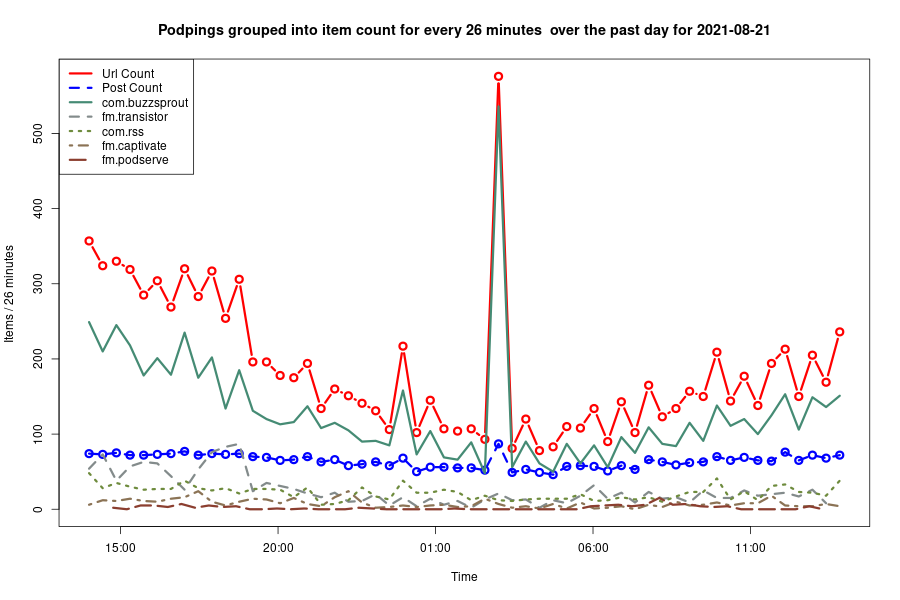 Podpings grouped into item count for every 26 minutes  over the past day for 2021-08-21
Url Count
Post Count
com.buzzsprout
fm.transistor
com.rss
fm.captivate
fm.podserve
Items / 26 minutes
500
400
300
200
100
0
15:00 20:00 01:00 06:00 11:00
Time